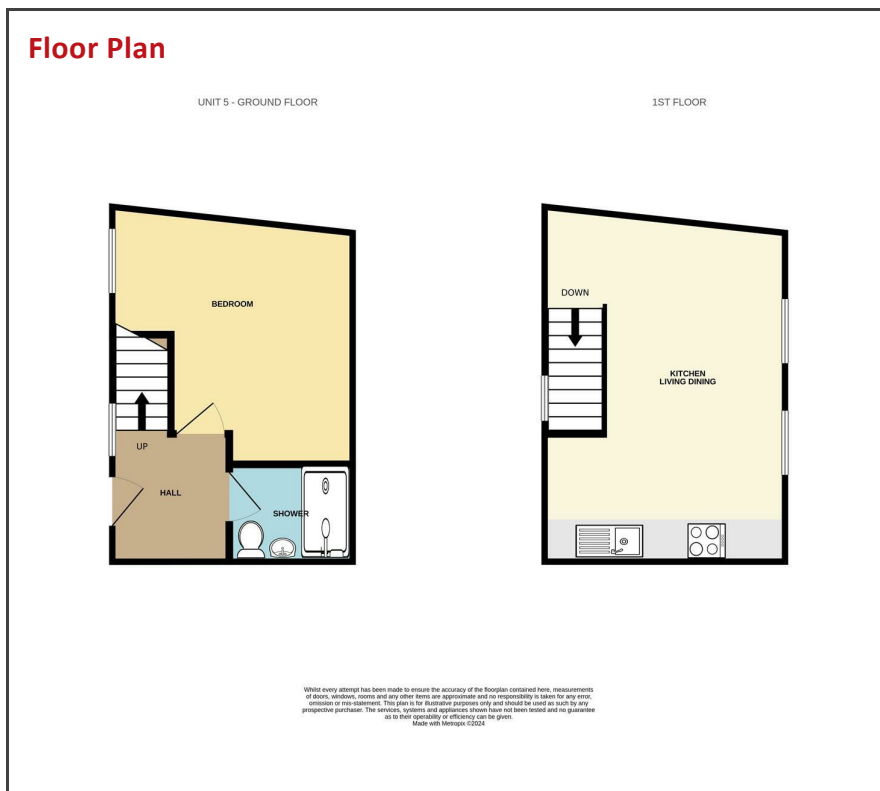 Floor Plan
UNIT 5 - GROUND FLOOR
1ST FLOOR
BEDROOM
UP
HALL
SHOWER
DOWN
KITCHEN
LIVING DINING
Whilst every attempt has been made to ensure the accuracy of the floorplan contained here, measurements
of doors, windows, rooms and any other items are approximate and no responsibility is taken for any error,
omission or mis-statement. This plan is for illustrative purposes only and should be used as such by any
prospective purchaser. The services, systems and appliances shown have not been tested and no guarantee
as to their operability or efficiency can be given.
Made with Metropix ©2024